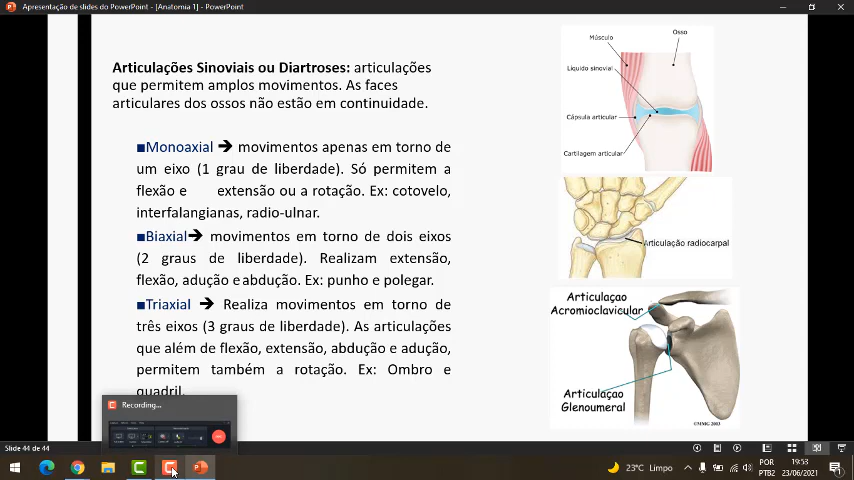 Apresentação de slides do PowerPoint - [Anatomia 1] - PowerPoint
Articulações Sinoviais ou Diartroses: articulações
que permitem amplos movimentos. As faces
articulares dos ossos não estão em continuidade.
■Monoaxial ➔ movimentos apenas em torno de
um eixo (1 grau de liberdade). Só permitem a
flexão e extensão ou a rotação. Ex: cotovelo,
interfalangianas, radio-ulnar.
■Biaxial➔ movimentos em torno de dois eixos
(2 graus de liberdade). Realizam extensão,
flexão, adução e abdução. Ex: punho e polegar.
■Triaxial ➔ Realiza movimentos em torno de
três eixos (3 graus de liberdade). As articulações
que além de flexão, extensão, abdução e adução,
permitem também a rotação. Ex: Ombro e
quadril.
Músculo
Osso
Líquido sinovial
Cápsula articular
Cartilagem articular
Articulação radiocarpal
Articulaçao
Acromioclavicular
Articulaçao
Glenoumeral
©MMG 2003
Recording...
Slide 44 de 44
23°C Limpo
POR
PTB2
19:53
23/06/2021